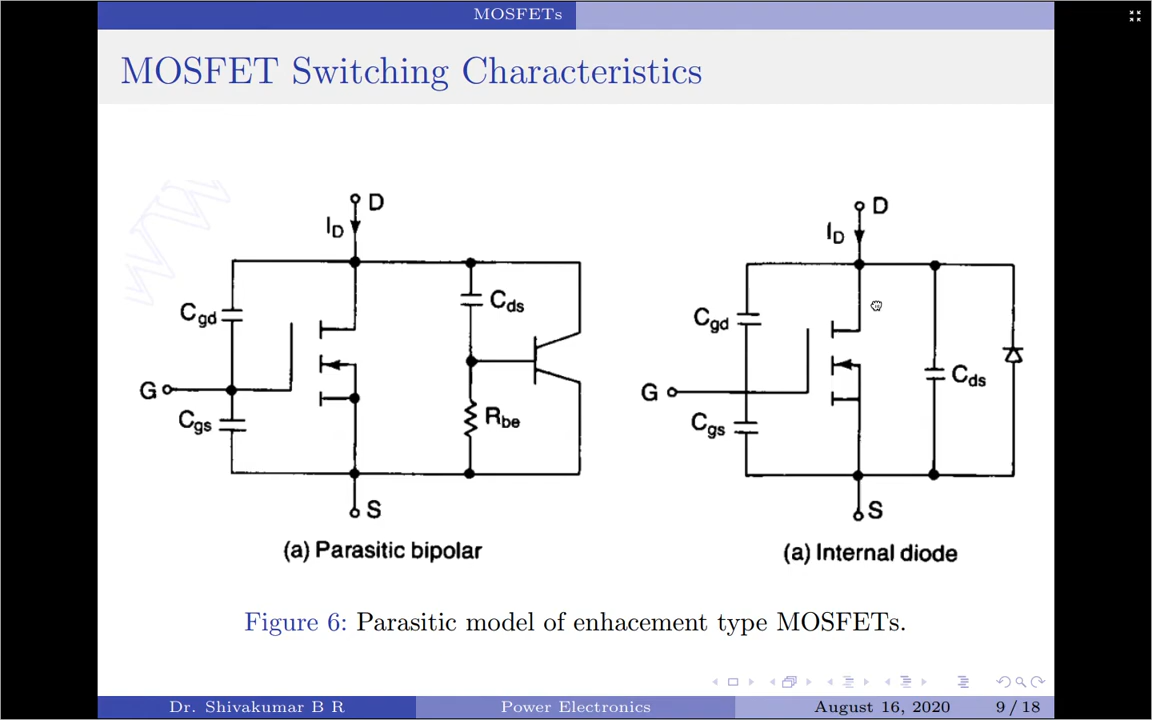 MOSFETs
MOSFET Switching Characteristics
D
I_D
C_gd
C_ds
G
C_gs
R_be
S
(a) Parasitic bipolar
D
I_D
C_gd
G
C_ds
C_gs
S
(a) Internal diode
Figure 6: Parasitic model of enhacement type MOSFETs.
Dr. Shivakumar B R Power Electronics August 16, 2020 9 / 18